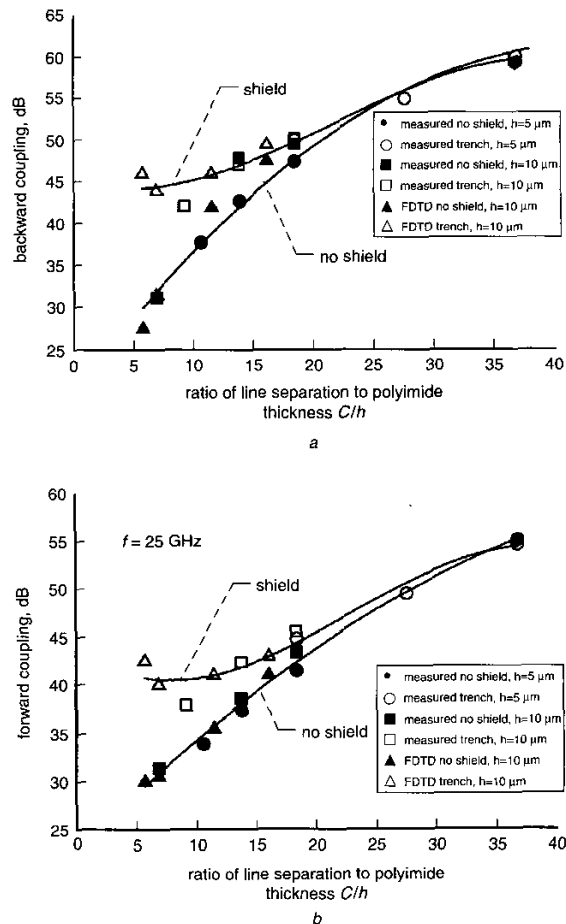 65
60
55
50
45
40
35
30
25
backward coupling, dB
shield
no shield
measured no shield, h=5 µm
measured trench, h=5 µm
measured no shield, h=10 µm
measured trench, h=10 µm
FDTD no shield, h=10 µm
FDTD trench, h=10 µm
0 5 10 15 20 25 30 35 40
ratio of line separation to polyimide
thickness C/h
a
60
55
50
45
40
35
30
25
forward coupling, dB
f = 25 GHz
shield
no shield
measured no shield, h=5 µm
measured trench, h=5 µm
measured no shield, h=10 µm
measured trench, h=10 µm
FDTD no shield, h=10 µm
FDTD trench, h=10 µm
0 5 10 15 20 25 30 35 40
ratio of line separation to polyimide
thickness C/h
b